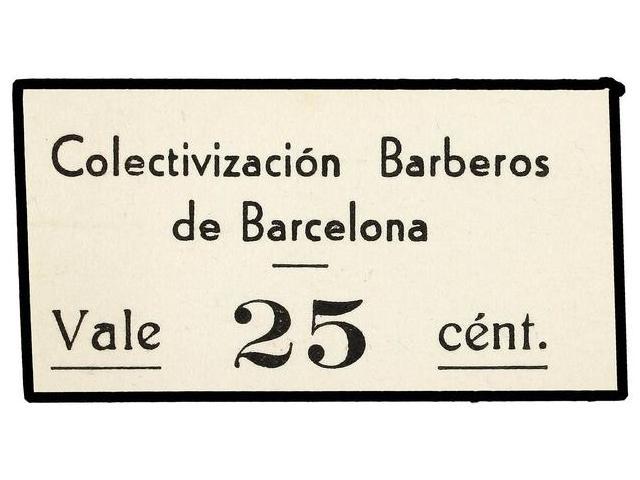 Colectivización Barberos
de Barcelona
Vale 25 cént.